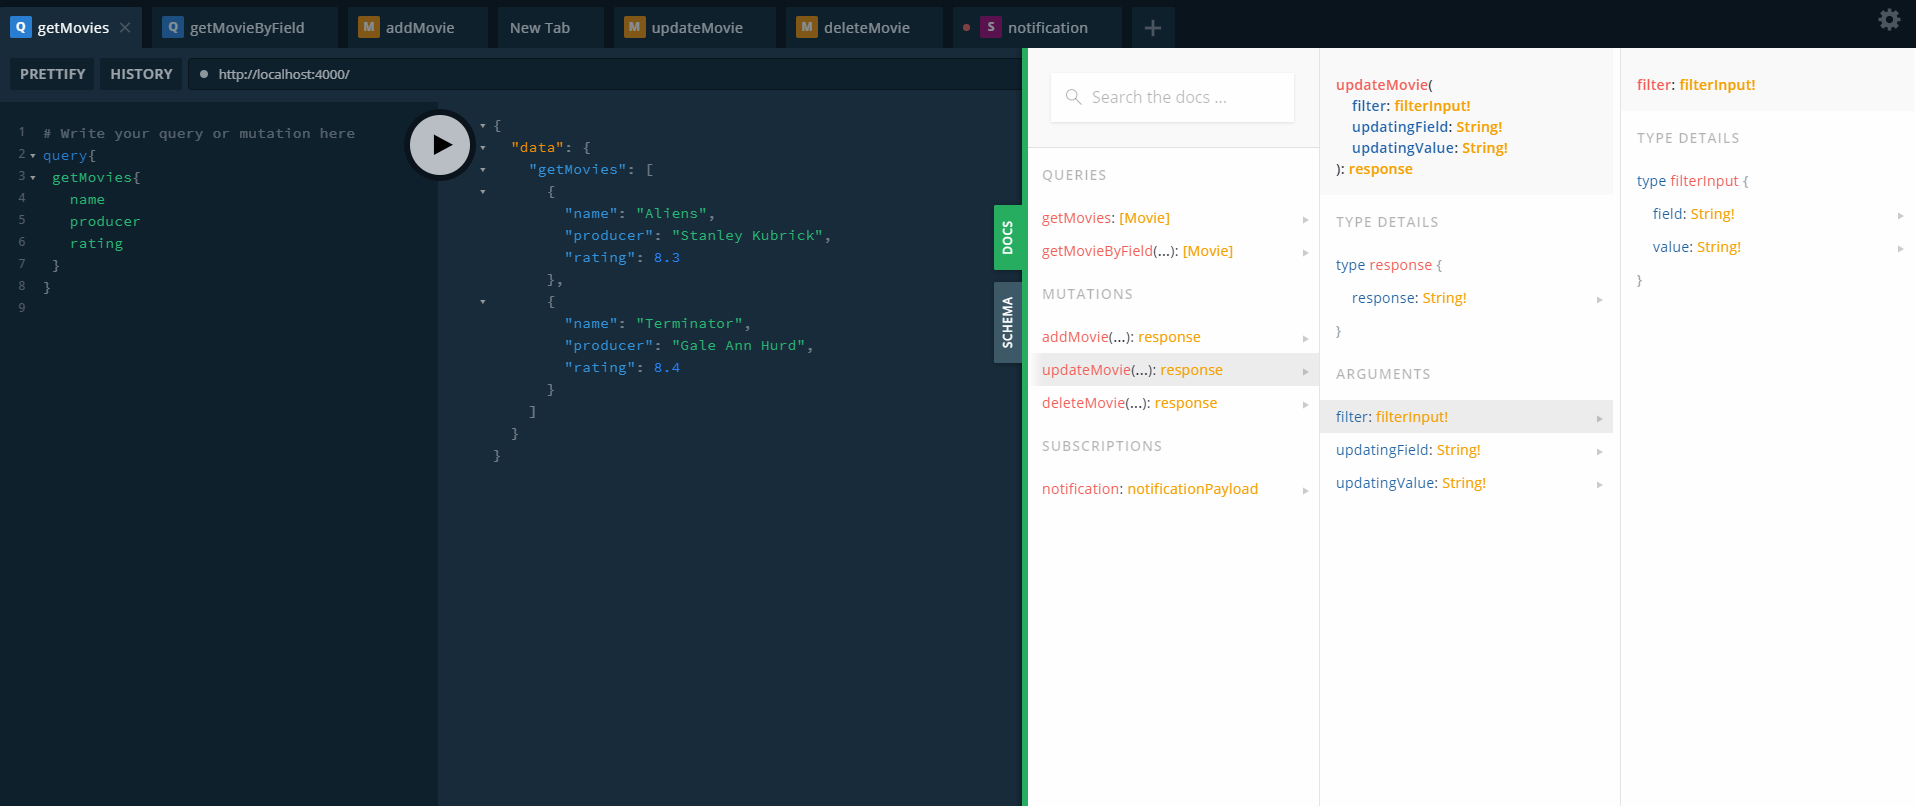 Q getMovies
Q getMovieByField
M addMovie
New Tab
M updateMovie
M deleteMovie
S notification
PRETTIFY
HISTORY
http://localhost:4000/
1 # Write your query or mutation here
2 query{
3 getMovies{
4 name
5 producer
6 rating
7 }
8 }
9
{
"data": {
"getMovies": [
{
"name": "Aliens",
"producer": "Stanley Kubrick",
"rating": 8.3
},
{
"name": "Terminator",
"producer": "Gale Ann Hurd",
"rating": 8.4
}
]
}
}
DOCS
SCHEMA
Search the docs ...
QUERIES
getMovies: [Movie]
getMovieByField(...): [Movie]
MUTATIONS
addMovie(...): response
updateMovie(...): response
deleteMovie(...): response
SUBSCRIPTIONS
notification: notificationPayload
updateMovie(
filter: filterInput!
updatingField: String!
updatingValue: String!
): response
TYPE DETAILS
type response {
response: String!
}
ARGUMENTS
filter: filterInput!
updatingField: String!
updatingValue: String!
filter: filterInput!
TYPE DETAILS
type filterInput {
field: String!
value: String!
}